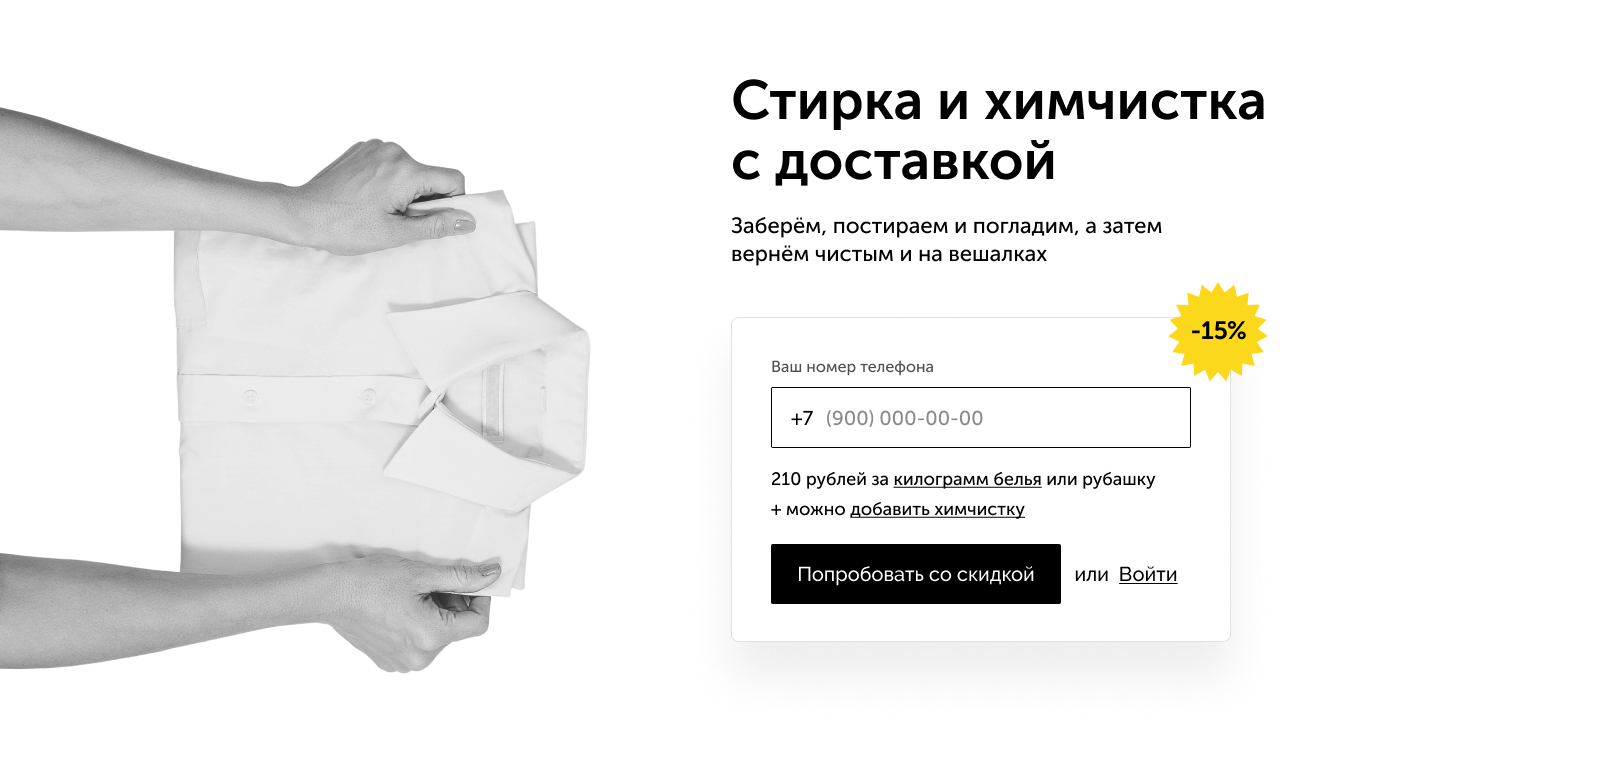 Стирка и химчистка
с доставкой
Заберём, постираем и погладим, а затем
вернём чистым и на вешалках
-15%
Ваш номер телефона
+7 (900) 000-00-00
210 рублей за килограмм белья или рубашку
+ можно добавить химчистку
Попробовать со скидкой или Войти